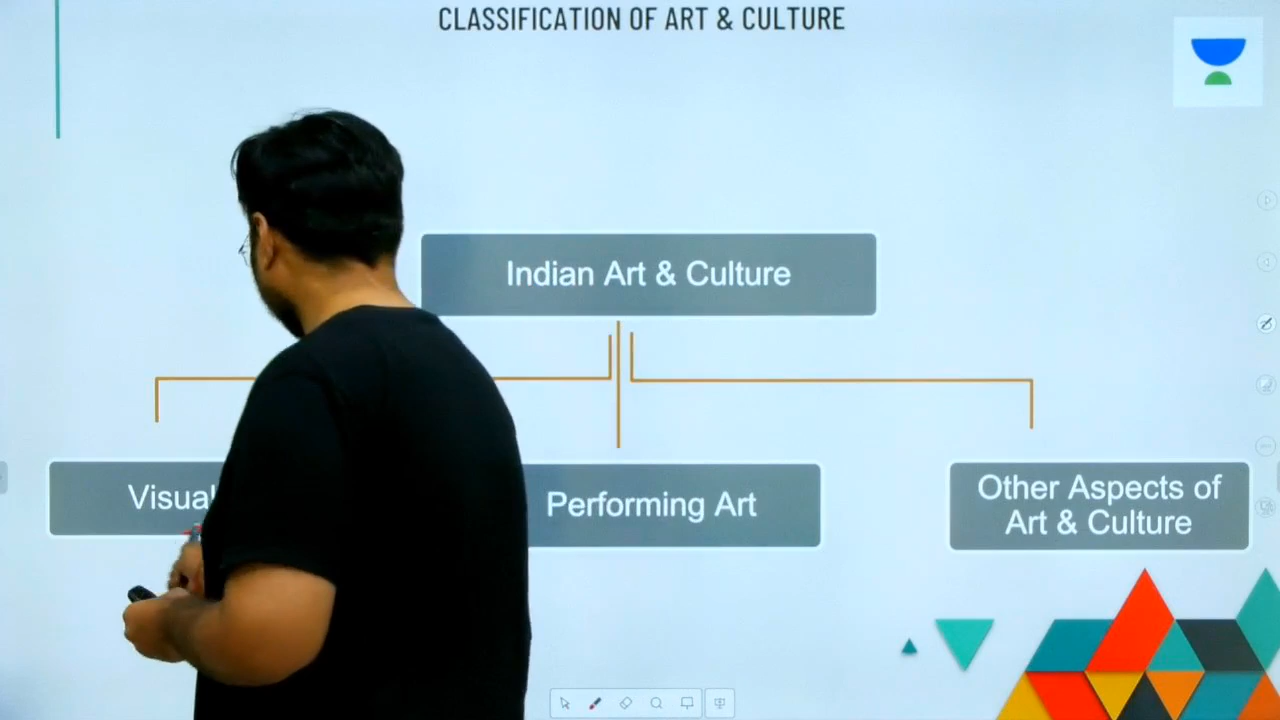 CLASSIFICATION OF ART & CULTURE
Indian Art & Culture
Visual
Performing Art
Other Aspects of
Art & Culture